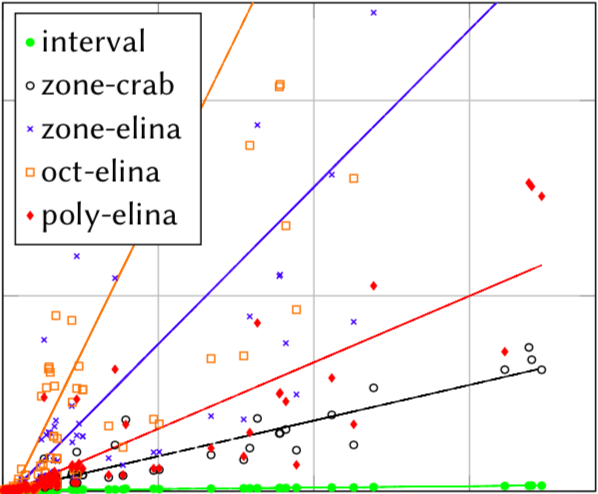 interval
zone-crab
zone-elina
oct-elina
poly-elina